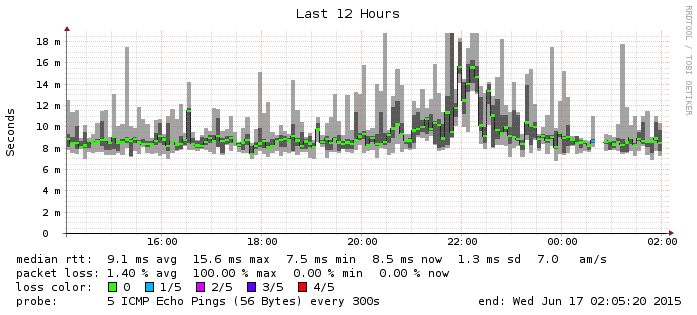 Last 12 Hours
RRDTOOL / TOBI OETIKER
Seconds
18 m
16 m
14 m
12 m
10 m
8 m
6 m
4 m
2 m
0
16:00 18:00 20:00 22:00 00:00 02:00
median rtt: 9.1 ms avg 15.6 ms max 7.5 ms min 8.5 ms now 1.3 ms sd 7.0 am/s
packet loss: 1.40 % avg 100.00 % max 0.00 % min 0.00 % now
loss color: 0 1/5 2/5 3/5 4/5
probe: 5 ICMP Echo Pings (56 Bytes) every 300s end: Wed Jun 17 02:05:20 2015